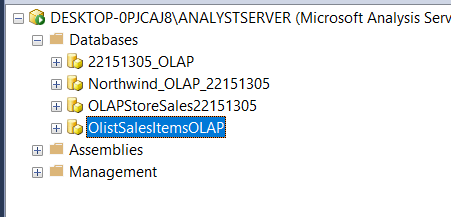 DESKTOP-0PJCAJ8\ANALYSTSERVER (Microsoft Analysis Serv
Databases
22151305_OLAP
Northwind_OLAP_22151305
OLAPStoreSales22151305
OlistSalesItemsOLAP
Assemblies
Management